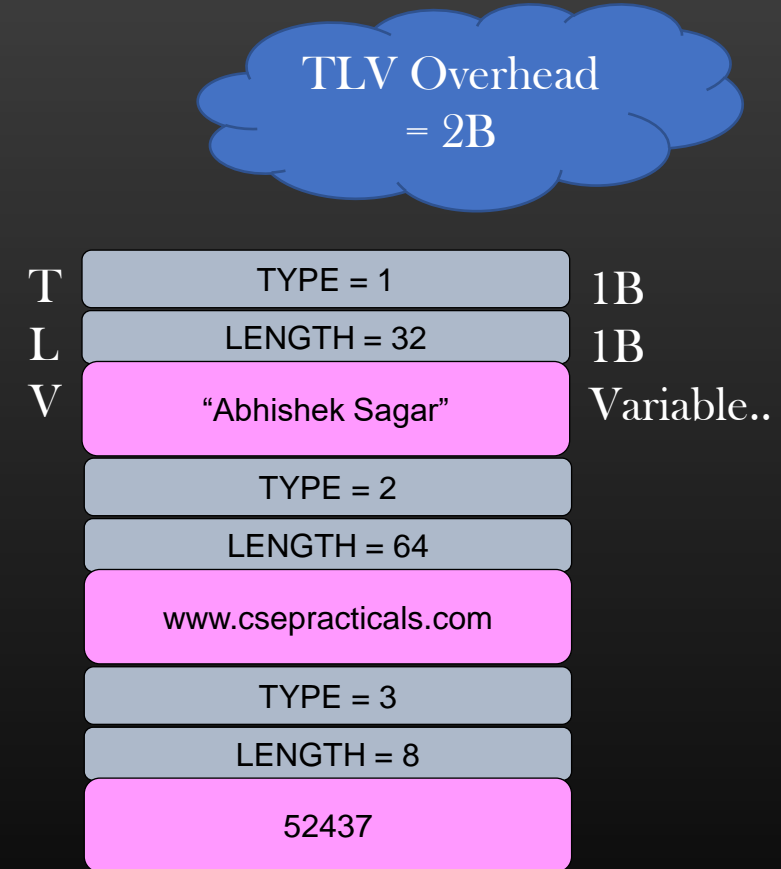 TLV Overhead
= 2B
T TYPE = 1 1B
L LENGTH = 32 1B
V “Abhishek Sagar” Variable..
TYPE = 2
LENGTH = 64
www.csepracticals.com
TYPE = 3
LENGTH = 8
52437